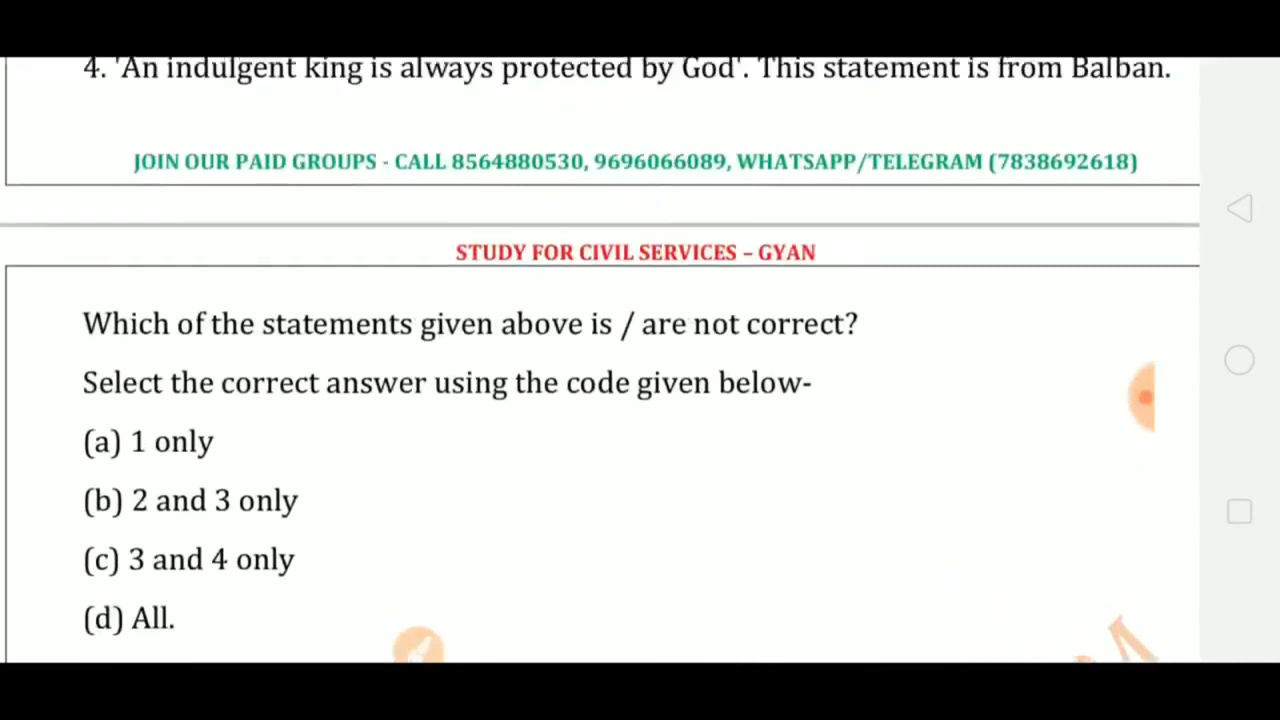 4. 'An indulgent king is always protected by God'. This statement is from Balban.
JOIN OUR PAID GROUPS - CALL 8564880530, 9696066089, WHATSAPP/TELEGRAM (7838692618)
STUDY FOR CIVIL SERVICES – GYAN
Which of the statements given above is / are not correct?
Select the correct answer using the code given below-
(a) 1 only
(b) 2 and 3 only
(c) 3 and 4 only
(d) All.